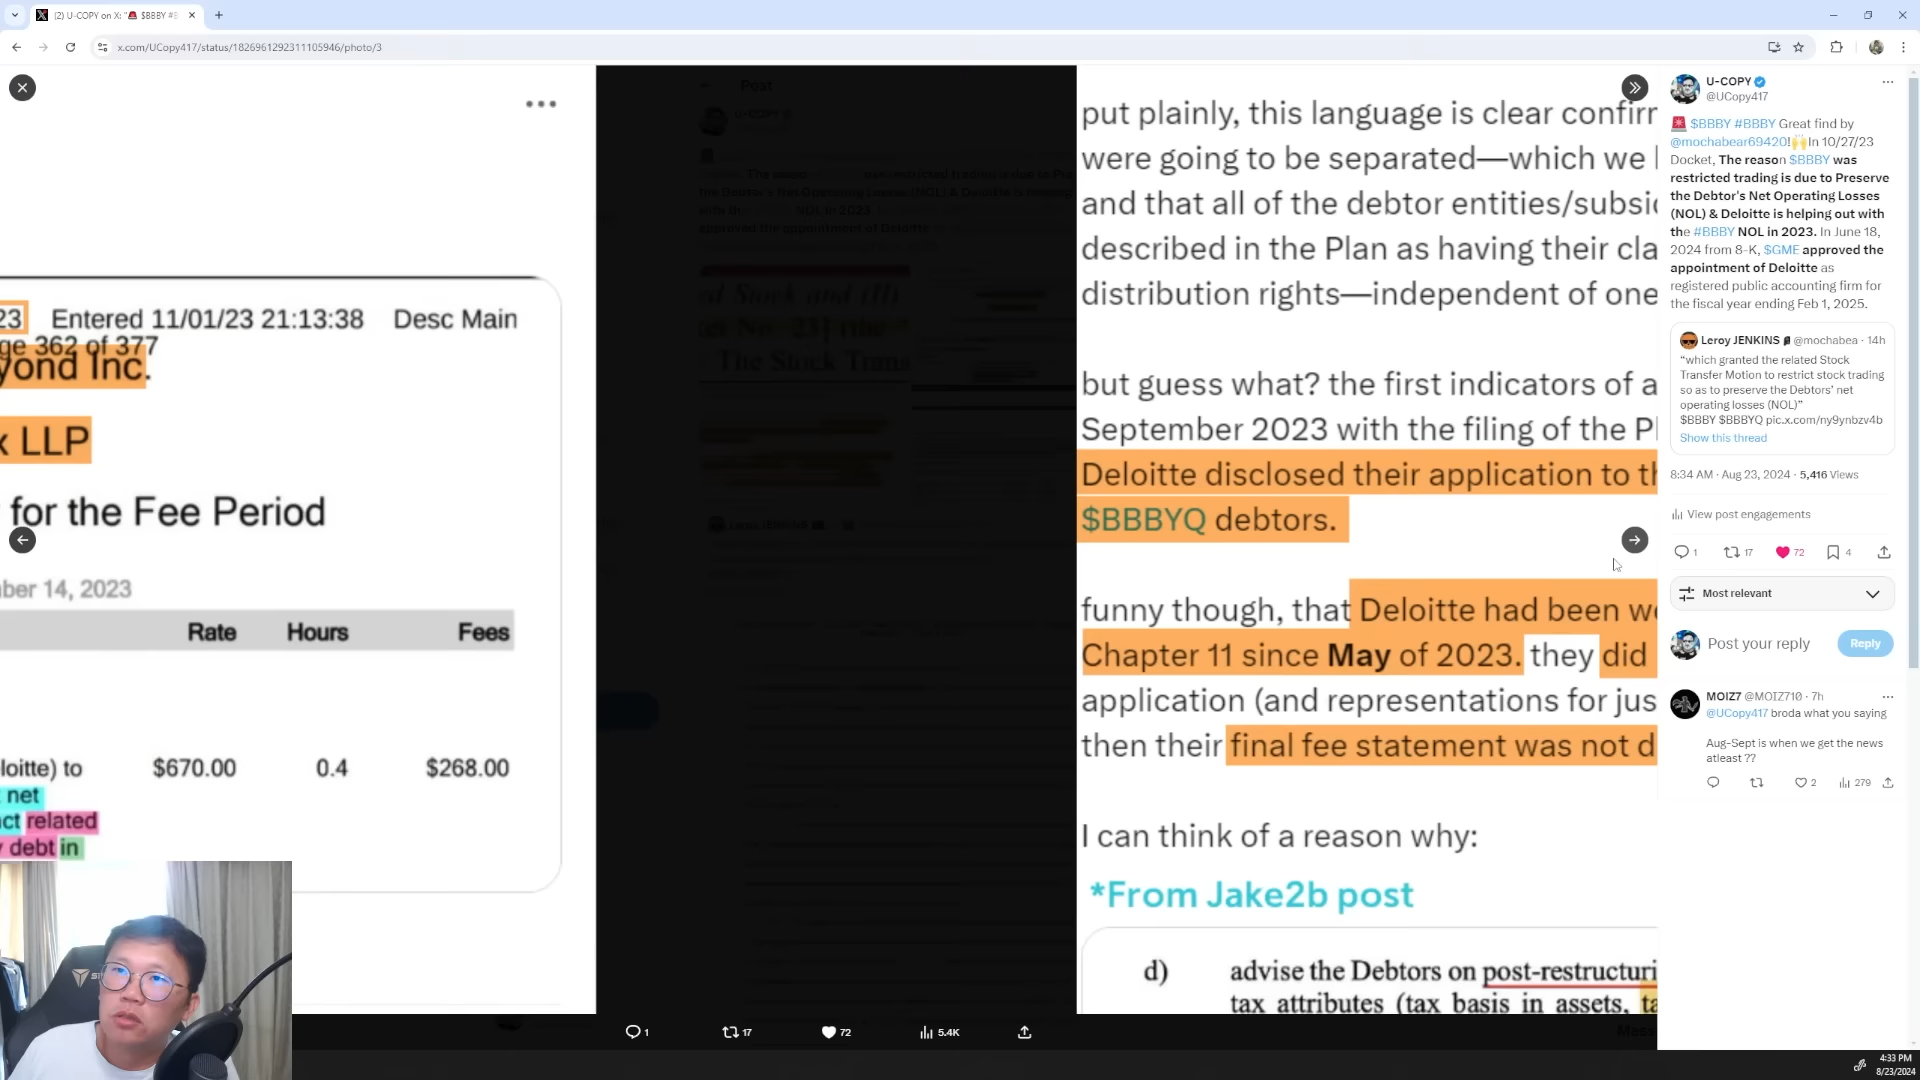 (2) U-COPY on X: "🚨 $BBBY #B
x.com/UCopy417/status/1826961292311105946/photo/3
23 Entered 11/01/23 21:13:38 Desc Main
ge 362 of 377
yond Inc.
x LLP
for the Fee Period
ber 14, 2023
Rate Hours Fees
loitte) to $670.00 0.4 $268.00
net
ct related
debt in
Post
put plainly, this language is clear confirr
were going to be separated—which we
and that all of the debtor entities/subsi
described in the Plan as having their cla
distribution rights—independent of one
but guess what? the first indicators of a
September 2023 with the filing of the Pl
Deloitte disclosed their application to th
$BBBYQ debtors.
funny though, that Deloitte had been w
Chapter 11 since May of 2023. they did
application (and representations for jus
then their final fee statement was not d
I can think of a reason why:
*From Jake2b post
d) advise the Debtors on post-restructuri
tax attributes (tax basis in assets, ta
1 17 72 5.4K
U-COPY
@UCopy417
🚨 $BBBY #BBBY Great find by
@mochabear69420!🙌In 10/27/23
Docket, The reason $BBBY was
restricted trading is due to Preserve
the Debtor's Net Operating Losses
(NOL) & Deloitte is helping out with
the #BBBY NOL in 2023. In June 18,
2024 from 8-K, $GME approved the
appointment of Deloitte as
registered public accounting firm for
the fiscal year ending Feb 1, 2025.
Leroy JENKINS @mochabea · 14h
“which granted the related Stock
Transfer Motion to restrict stock trading
so as to preserve the Debtors’ net
operating losses (NOL)”
$BBBY $BBBYQ pic.x.com/ny9ynbzv4b
Show this thread
8:34 AM · Aug 23, 2024 · 5,416 Views
View post engagements
1 17 72 4
Most relevant
Post your reply Reply
MOIZ7 @MOIZ710 · 7h
@UCopy417 broda what you saying
Aug-Sept is when we get the news
atleast ??
2 279
4:33 PM
8/23/2024